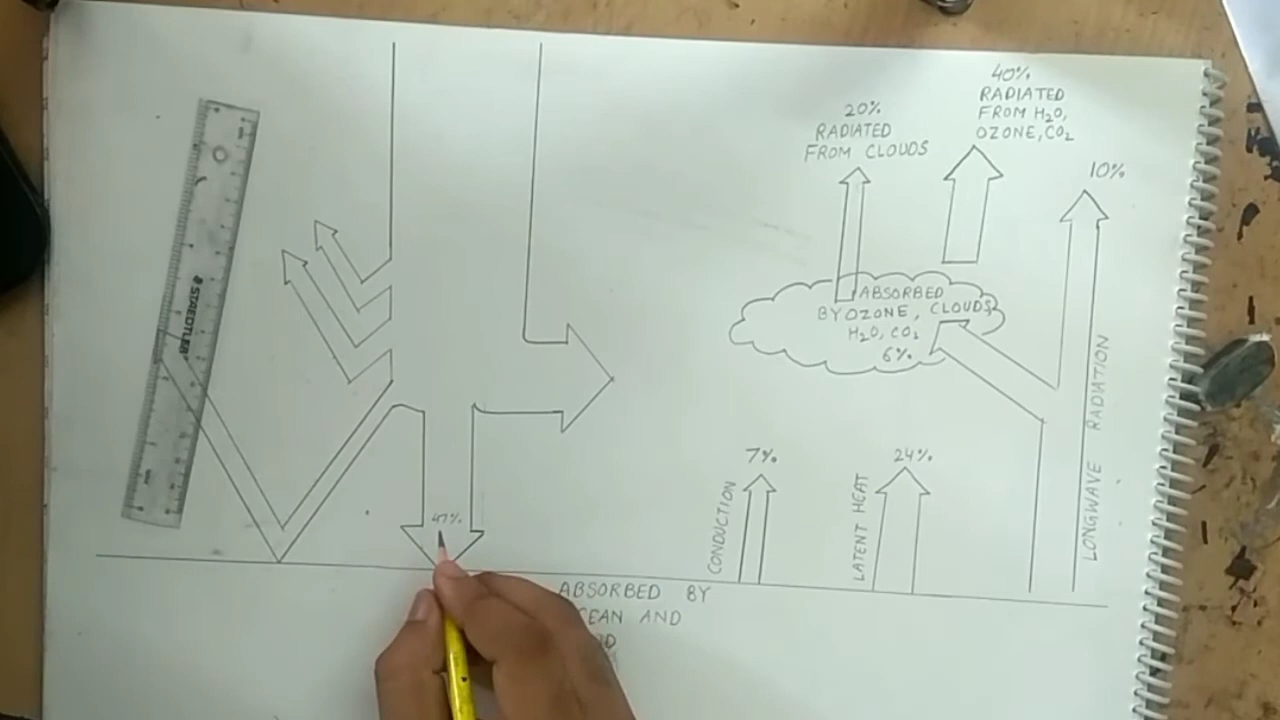 40%
RADIATED
FROM H₂O,
OZONE, CO₂
20%
RADIATED
FROM CLOUDS
10%
ABSORBED
BY OZONE, CLOUDS,
H₂O, CO₂
6%
STAEDTLER
LONGWAVE RADIATION
7%
CONDUCTION
24%
LATENT HEAT
47%
ABSORBED BY
AND